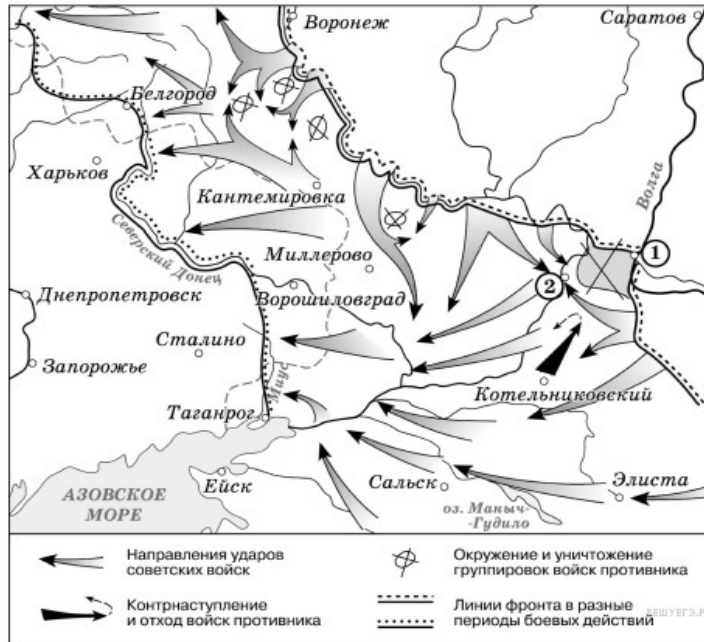 Воронеж
Саратов
Белгород
Харьков
Волга
Кантемировка
Северский Донец
Миллерово
1
2
Днепропетровск
Ворошиловград
Сталино
Запорожье
Миус
Котельниковский
Таганрог
Ейск
Сальск
Элиста
АЗОВСКОЕ
МОРЕ
оз. Маныч-
-Гудило
Направления ударов
советских войск
Окружение и уничтожение
группировок войск противника
Контрнаступление
и отход войск противника
Линии фронта в разные
периоды боевых действий